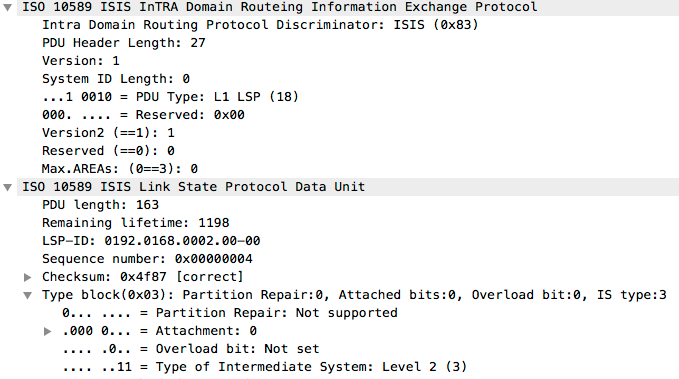 ISO 10589 ISIS InTRA Domain Routeing Information Exchange Protocol
Intra Domain Routing Protocol Discriminator: ISIS (0x83)
PDU Header Length: 27
Version: 1
System ID Length: 0
...1 0010 = PDU Type: L1 LSP (18)
000. .... = Reserved: 0x00
Version2 (==1): 1
Reserved (==0): 0
Max.AREAs: (0==3): 0
ISO 10589 ISIS Link State Protocol Data Unit
PDU length: 163
Remaining lifetime: 1198
LSP-ID: 0192.0168.0002.00-00
Sequence number: 0x00000004
Checksum: 0x4f87 [correct]
Type block(0x03): Partition Repair:0, Attached bits:0, Overload bit:0, IS type:3
0... .... = Partition Repair: Not supported
.000 0... = Attachment: 0
.... .0.. = Overload bit: Not set
.... ..11 = Type of Intermediate System: Level 2 (3)